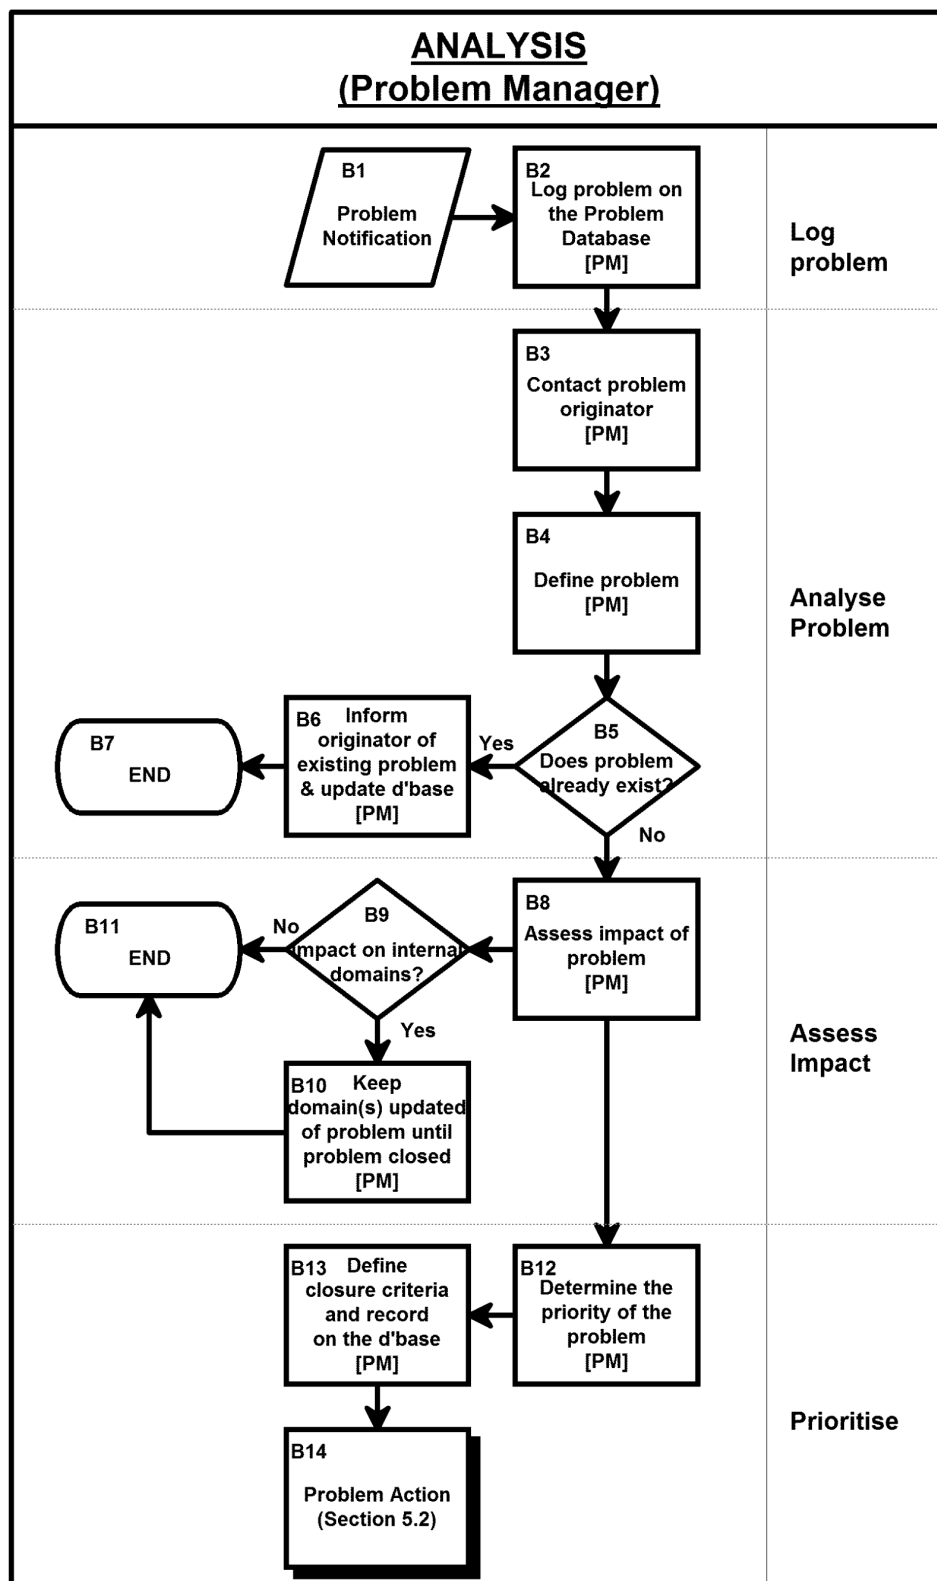 ANALYSIS
(Problem Manager)
B1
Problem
Notification
B2
Log problem on
the Problem
Database
[PM]
Log
problem
B3
Contact problem
originator
[PM]
B4
Define problem
[PM]
Analyse
Problem
B5
Does problem
already exist?
Yes
No
B6
Inform
originator of
existing problem
& update d'base
[PM]
B7
END
B8
Assess impact of
problem
[PM]
B9
Impact on internal
domains?
No
Yes
B11
END
B10
Keep
domain(s) updated
of problem until
problem closed
[PM]
Assess
Impact
B12
Determine the
priority of the
problem
[PM]
B13
Define
closure criteria
and record
on the d'base
[PM]
B14
Problem Action
(Section 5.2)
Prioritise